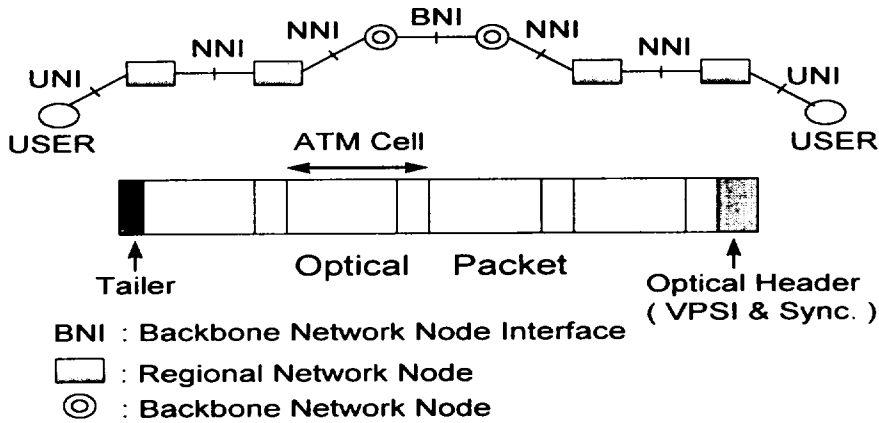 BNI
NNI NNI
NNI NNI
UNI UNI
USER USER
ATM Cell
Optical Packet
Tailer
Optical Header
( VPSI & Sync. )
BNI : Backbone Network Node Interface
: Regional Network Node
: Backbone Network Node